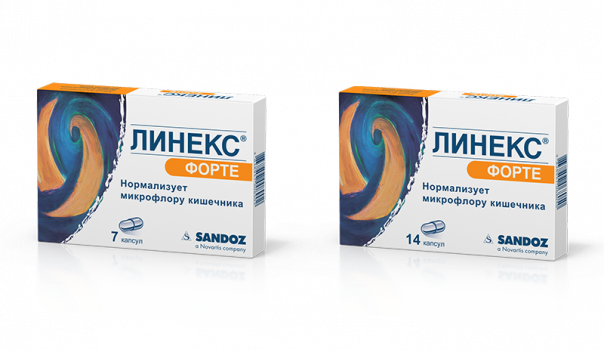 ЛИНЕКС®
ФОРТЕ
Нормализует
микрофлору кишечника
7 капсул
SANDOZ
a Novartis company
ЛИНЕКС®
ФОРТЕ
Нормализует
микрофлору кишечника
14 капсул
SANDOZ
a Novartis company